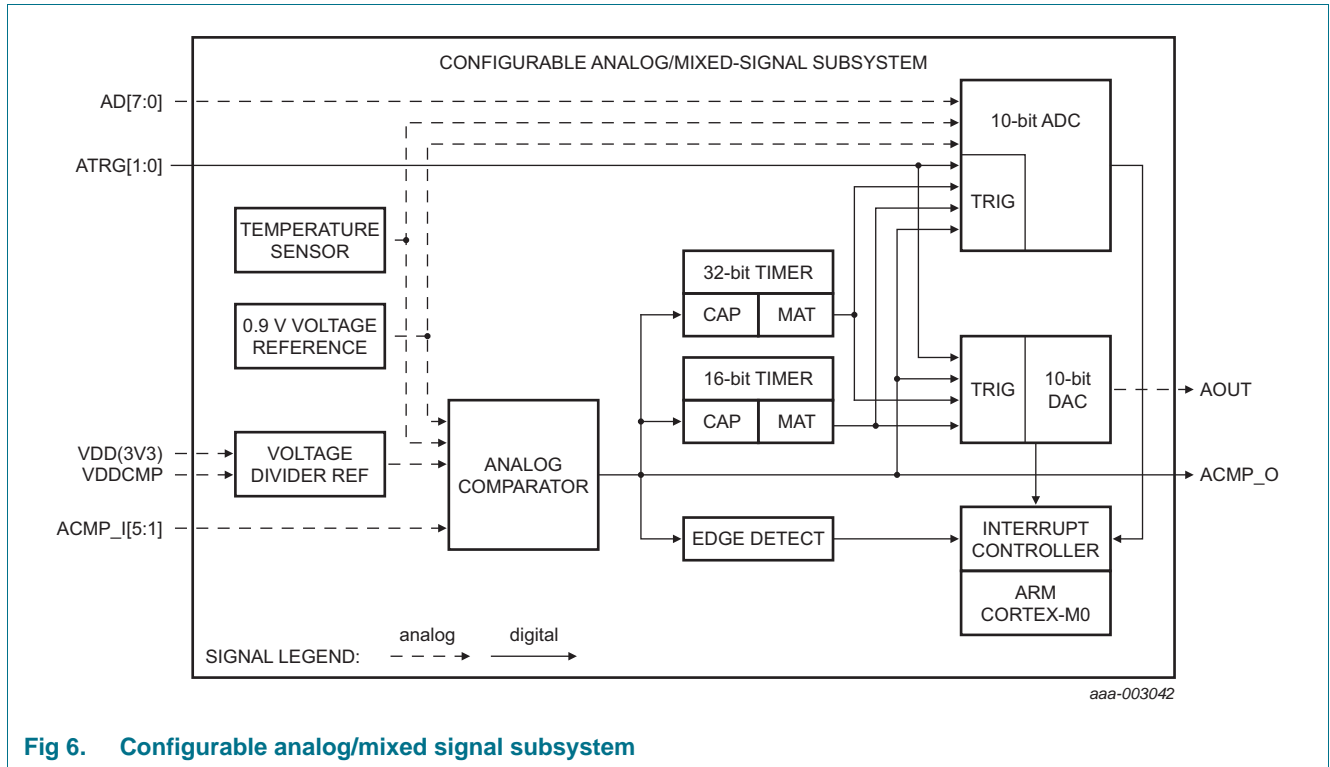 CONFIGURABLE ANALOG/MIXED-SIGNAL SUBSYSTEM
AD[7:0]
10-bit ADC
ATRG[1:0]
TRIG
TEMPERATURE
SENSOR
32-bit TIMER
CAP
MAT
0.9 V VOLTAGE
REFERENCE
16-bit TIMER
CAP
MAT
TRIG
10-bit
DAC
AOUT
VDD(3V3)
VDDCMP
VOLTAGE
DIVIDER REF
ANALOG
COMPARATOR
ACMP_O
ACMP_I[5:1]
EDGE DETECT
INTERRUPT
CONTROLLER
ARM
CORTEX-M0
SIGNAL LEGEND:
analog
digital
aaa-003042
Fig 6. Configurable analog/mixed signal subsystem